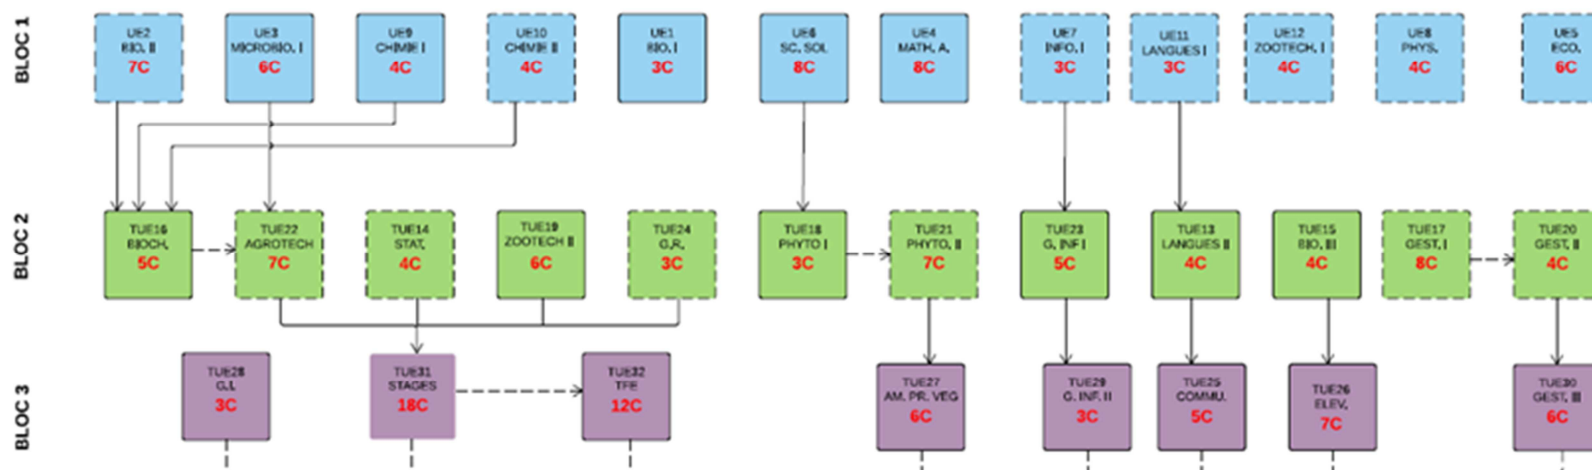 BLOC 1
UE2
BIO. II
7C
UE3
MICROBIO. I
6C
UE9
CHIMIE I
4C
UE10
CHIMIE II
4C
UE1
BIO. I
3C
UE6
SC. SOL
8C
UE4
MATH. A.
8C
UE7
INFO. I
3C
UE11
LANGUES I
3C
UE12
ZOOTECH. I
4C
UE8
PHYS.
4C
UE5
ECO.
6C
BLOC 2
TUE16
BIOCH.
5C
TUE22
AGROTECH
7C
TUE14
STAT.
4C
TUE19
ZOOTECH II
6C
TUE24
G.R.
3C
TUE18
PHYTO I
3C
TUE21
PHYTO. II
7C
TUE23
G. INF I
5C
TUE13
LANGUES II
4C
TUE15
BIO. III
4C
TUE17
GEST. I
8C
TUE20
GEST. II
4C
BLOC 3
TUE28
G.I.
3C
TUE31
STAGES
18C
TUE32
TFE
12C
TUE27
AM. PR. VEG
6C
TUE29
G. INF. II
3C
TUE25
COMMU.
5C
TUE26
ELEV.
7C
TUE30
GEST. III
6C